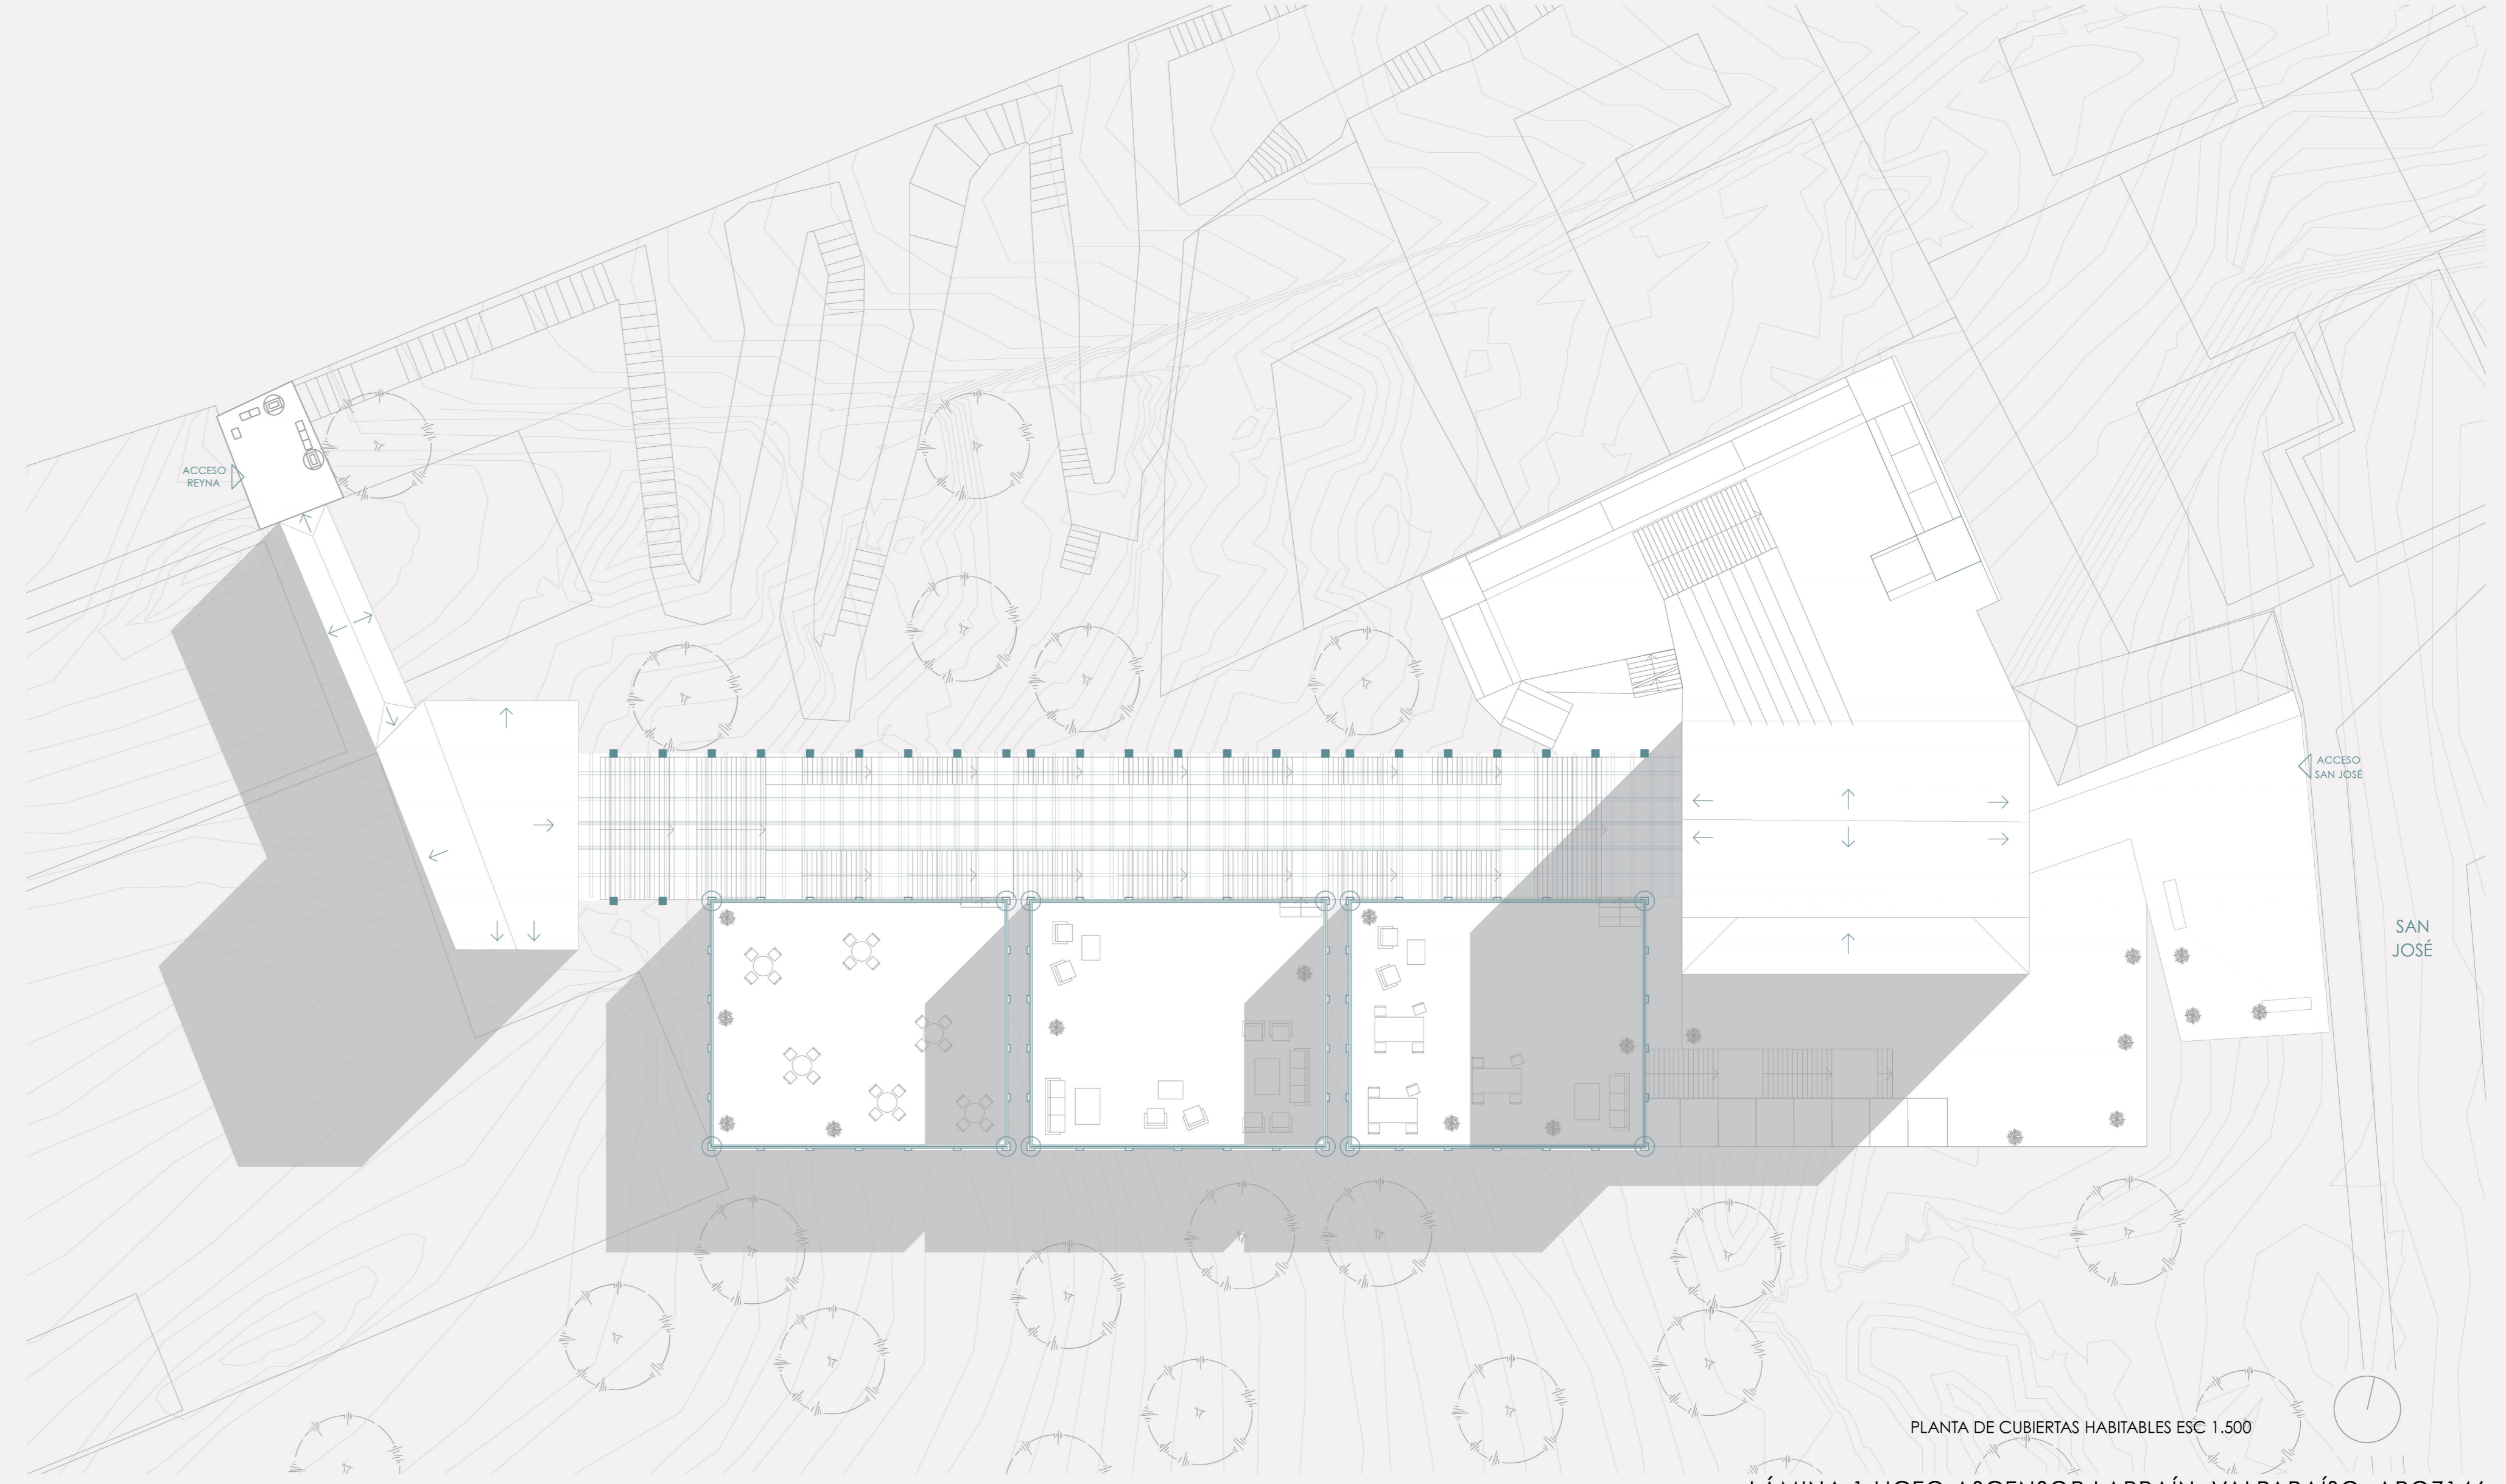 ACCESO
REYNA
ACCESO
SAN JOSÉ
SAN
JOSÉ
PLANTA DE CUBIERTAS HABITABLES ESC 1.500